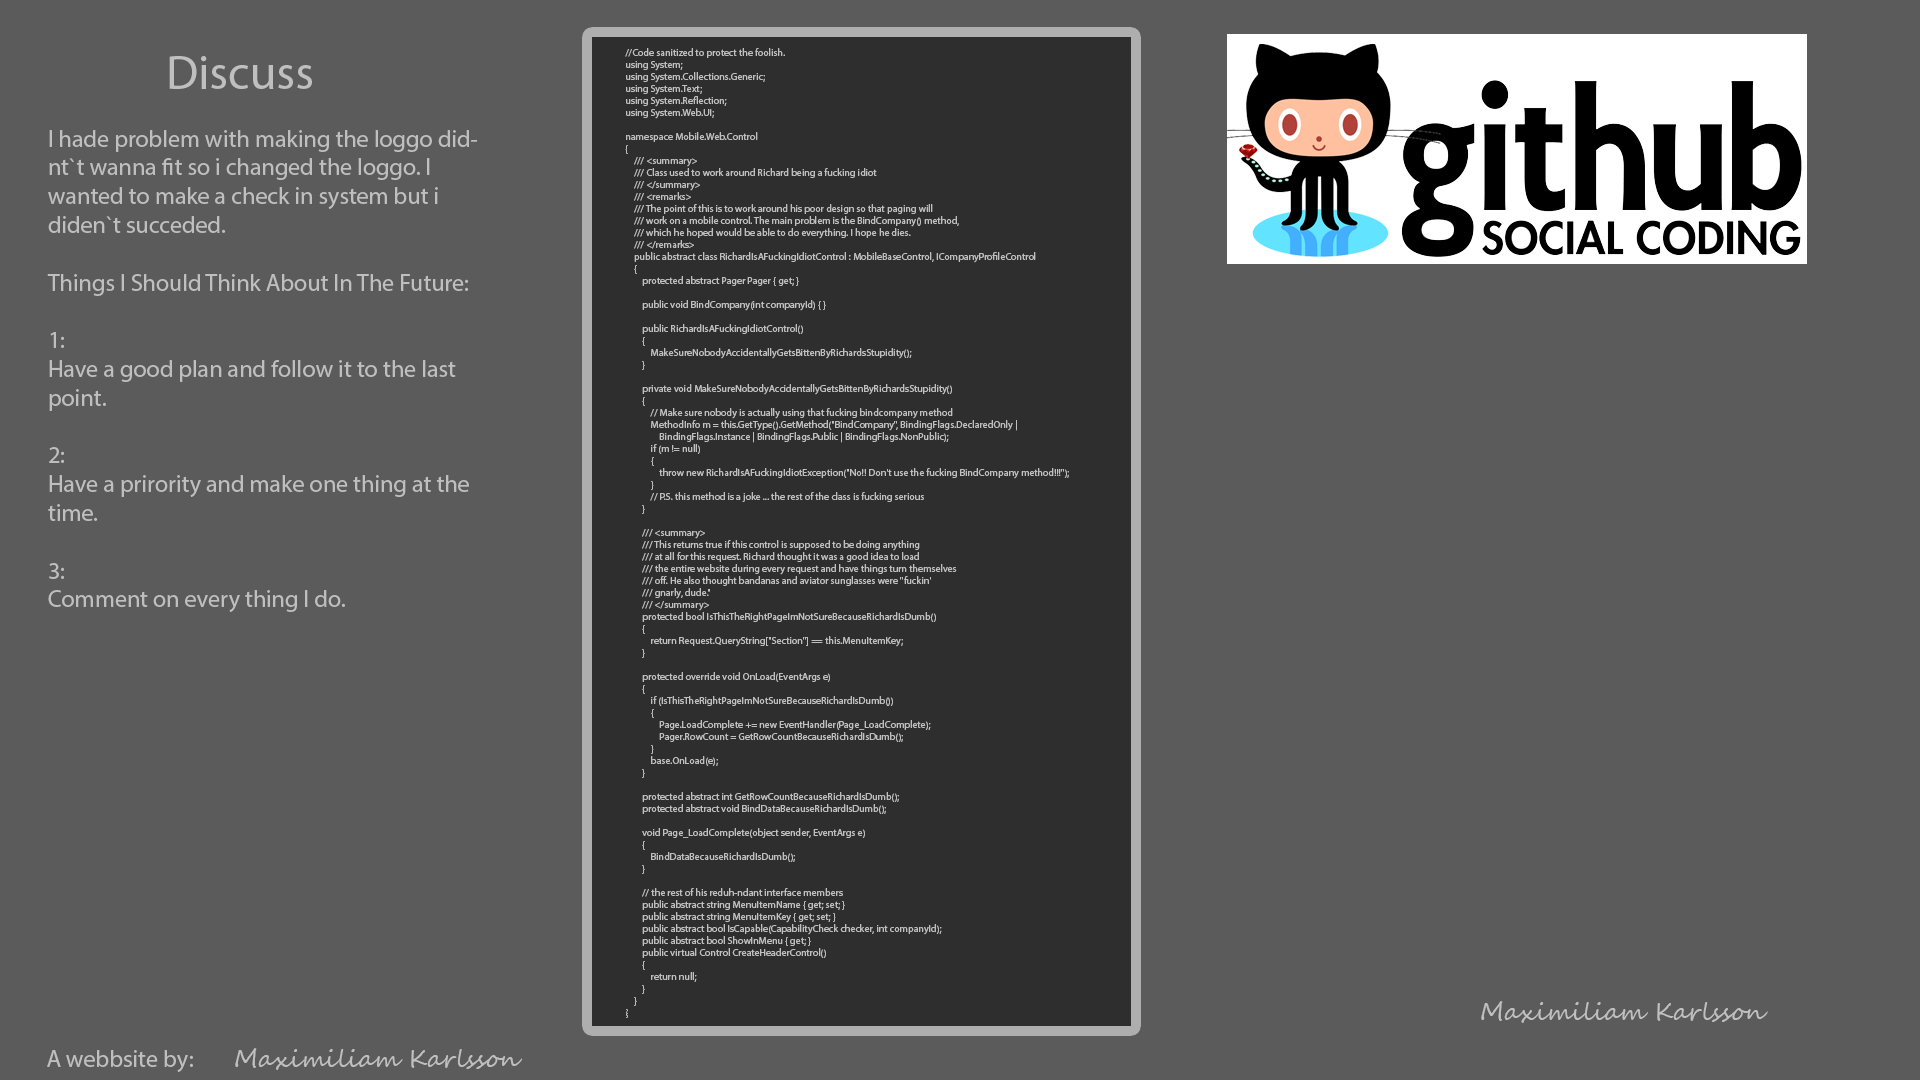 Discuss
I hade problem with making the loggo did-
nt`t wanna fit so i changed the loggo. I
wanted to make a check in system but i
diden`t succeded.
Things I Should Think About In The Future:
1:
Have a good plan and follow it to the last
point.
2:
Have a prirority and make one thing at the
time.
3:
Comment on every thing I do.
A webbsite by: Maximiliam Karlsson
//Code sanitized to protect the foolish.
using System;
using System.Collections.Generic;
using System.Text;
using System.Reflection;
using System.Web.UI;
namespace Mobile.Web.Control
{
/// <summary>
/// Class used to work around Richard being a fucking idiot
/// </summary>
/// <remarks>
/// The point of this is to work around his poor design so that paging will
/// work on a mobile control. The main problem is the BindCompany() method,
/// which he hoped would be able to do everything. I hope he dies.
/// </remarks>
public abstract class RichardIsAFuckingIdiotControl : MobileBaseControl, ICompanyProfileControl
{
protected abstract Pager Pager { get; }
public void BindCompany(int companyId) { }
public RichardIsAFuckingIdiotControl()
{
MakeSureNobodyAccidentallyGetsBittenByRichardsStupidity();
}
private void MakeSureNobodyAccidentallyGetsBittenByRichardsStupidity()
{
// Make sure nobody is actually using that fucking bindcompany method
MethodInfo m = this.GetType().GetMethod("BindCompany", BindingFlags.DeclaredOnly |
BindingFlags.Instance | BindingFlags.Public | BindingFlags.NonPublic);
if (m != null)
{
throw new RichardIsAFuckingIdiotException("No!! Don't use the fucking BindCompany method!!!");
}
// P.S. this method is a joke ... the rest of the class is fucking serious
}
/// <summary>
/// This returns true if this control is supposed to be doing anything
/// at all for this request. Richard thought it was a good idea to load
/// the entire website during every request and have things turn themselves
/// off. He also thought bandanas and aviator sunglasses were "fuckin'
/// gnarly, dude."
/// </summary>
protected bool IsThisTheRightPageImNotSureBecauseRichardIsDumb()
{
return Request.QueryString["Section"] == this.MenuItemKey;
}
protected override void OnLoad(EventArgs e)
{
if (IsThisTheRightPageImNotSureBecauseRichardIsDumb())
{
Page.LoadComplete += new EventHandler(Page_LoadComplete);
Pager.RowCount = GetRowCountBecauseRichardIsDumb();
}
base.OnLoad(e);
}
protected abstract int GetRowCountBecauseRichardIsDumb();
protected abstract void BindDataBecauseRichardIsDumb();
void Page_LoadComplete(object sender, EventArgs e)
{
BindDataBecauseRichardIsDumb();
}
// the rest of his reduh-ndant interface members
public abstract string MenuItemName { get; set; }
public abstract string MenuItemKey { get; set; }
public abstract bool IsCapable(CapabilityCheck checker, int companyId);
public abstract bool ShowInMenu { get; }
public virtual Control CreateHeaderControl()
{
return null;
}
}
}
github
SOCIAL CODING
Maximiliam Karlsson